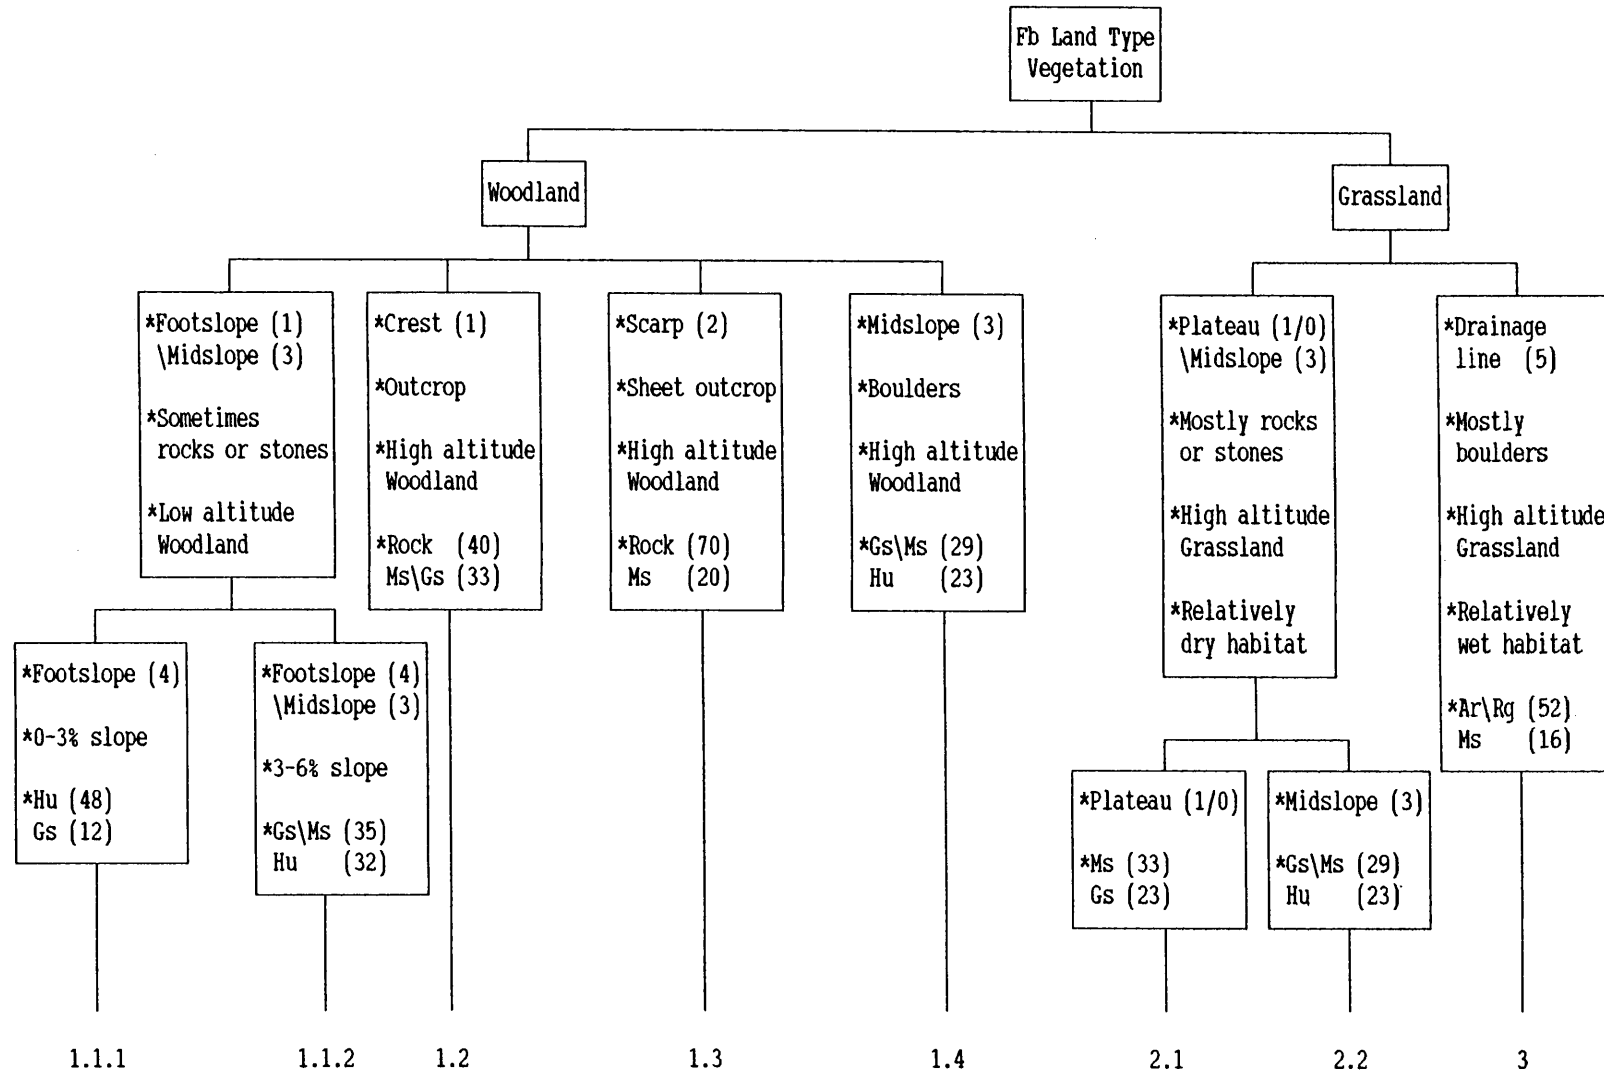 Fb Land Type
Vegetation
Woodland
Grassland
*Footslope (1)
\Midslope (3)
*Sometimes
rocks or stones
*Low altitude
Woodland
*Crest (1)
*Outcrop
*High altitude
Woodland
*Rock (40)
Ms\Gs (33)
*Scarp (2)
*Sheet outcrop
*High altitude
Woodland
*Rock (70)
Ms (20)
*Midslope (3)
*Boulders
*High altitude
Woodland
*Gs\Ms (29)
Hu (23)
*Plateau (1/0)
\Midslope (3)
*Mostly rocks
or stones
*High altitude
Grassland
*Relatively
dry habitat
*Drainage
line (5)
*Mostly
boulders
*High altitude
Grassland
*Relatively
wet habitat
*Ar\Rg (52)
Ms (16)
*Footslope (4)
*0-3% slope
*Hu (48)
Gs (12)
*Footslope (4)
\Midslope (3)
*3-6% slope
*Gs\Ms (35)
Hu (32)
*Plateau (1/0)
*Ms (33)
Gs (23)
*Midslope (3)
*Gs\Ms (29)
Hu (23)
1.1.1
1.1.2
1.2
1.3
1.4
2.1
2.2
3